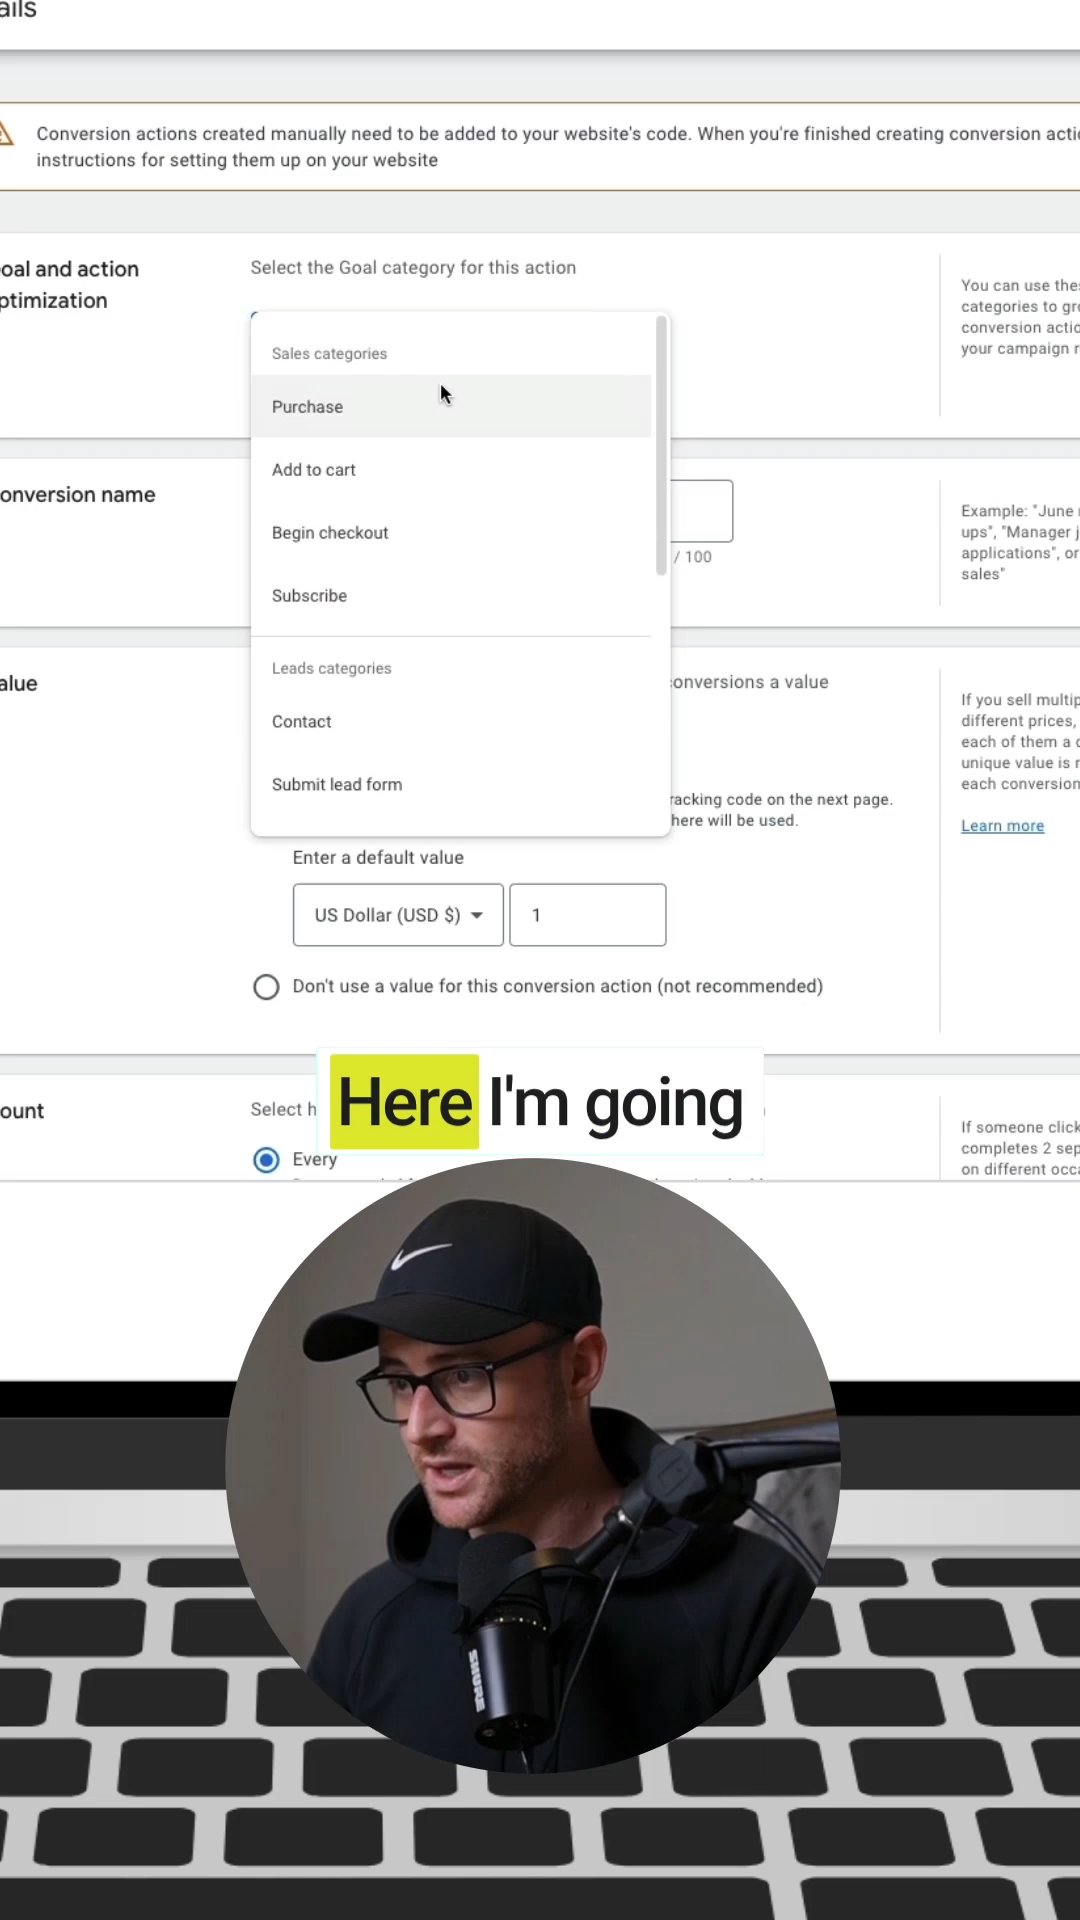 ails
Conversion actions created manually need to be added to your website's code. When you're finished creating conversion actio
instructions for setting them up on your website
oal and action
ptimization
Select the Goal category for this action
You can use thes
categories to gro
conversion actio
your campaign r
Sales categories
Purchase
Add to cart
Begin checkout
Subscribe
Leads categories
Contact
Submit lead form
onversion name
/ 100
Example: "June
ups", "Manager j
applications", or
sales"
alue
conversions a value
racking code on the next page.
here will be used.
If you sell multip
different prices,
each of them a
unique value is r
each conversion
Learn more
Enter a default value
US Dollar (USD $)
1
Don't use a value for this conversion action (not recommended)
Here I'm going
ount
Select h
Every
If someone click
completes 2 sep
on different occa
SHURE